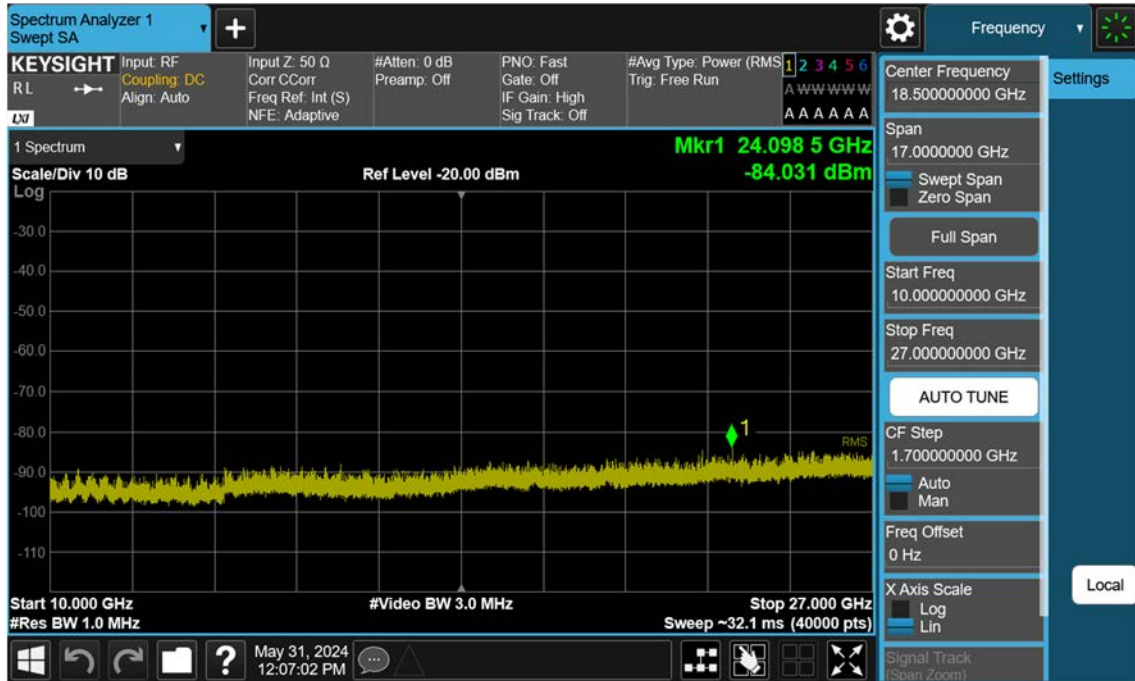 Spectrum Analyzer 1
Swept SA
+
Frequency
KEYSIGHT
R L
LXI
Input: RF
Coupling: DC
Align: Auto
Input Z: 50 Ω
Corr CCorr
Freq Ref: Int (S)
NFE: Adaptive
#Atten: 0 dB
Preamp: Off
PNO: Fast
Gate: Off
IF Gain: High
Sig Track: Off
#Avg Type: Power (RMS
Trig: Free Run
1 2 3 4 5 6
A W W W W W
A A A A A A
1 Spectrum
Scale/Div 10 dB
Ref Level -20.00 dBm
Mkr1 24.098 5 GHz
-84.031 dBm
Log
-30.0
-40.0
-50.0
-60.0
-70.0
-80.0
-90.0
-100
-110
1
RMS
Start 10.000 GHz
#Res BW 1.0 MHz
#Video BW 3.0 MHz
Stop 27.000 GHz
Sweep ~32.1 ms (40000 pts)
Center Frequency
18.500000000 GHz
Span
17.0000000 GHz
Swept Span
Zero Span
Full Span
Start Freq
10.000000000 GHz
Stop Freq
27.000000000 GHz
AUTO TUNE
CF Step
1.700000000 GHz
Auto
Man
Freq Offset
0 Hz
X Axis Scale
Log
Lin
Signal Track
(Span Zoom)
Settings
Local
?
May 31, 2024
12:07:02 PM